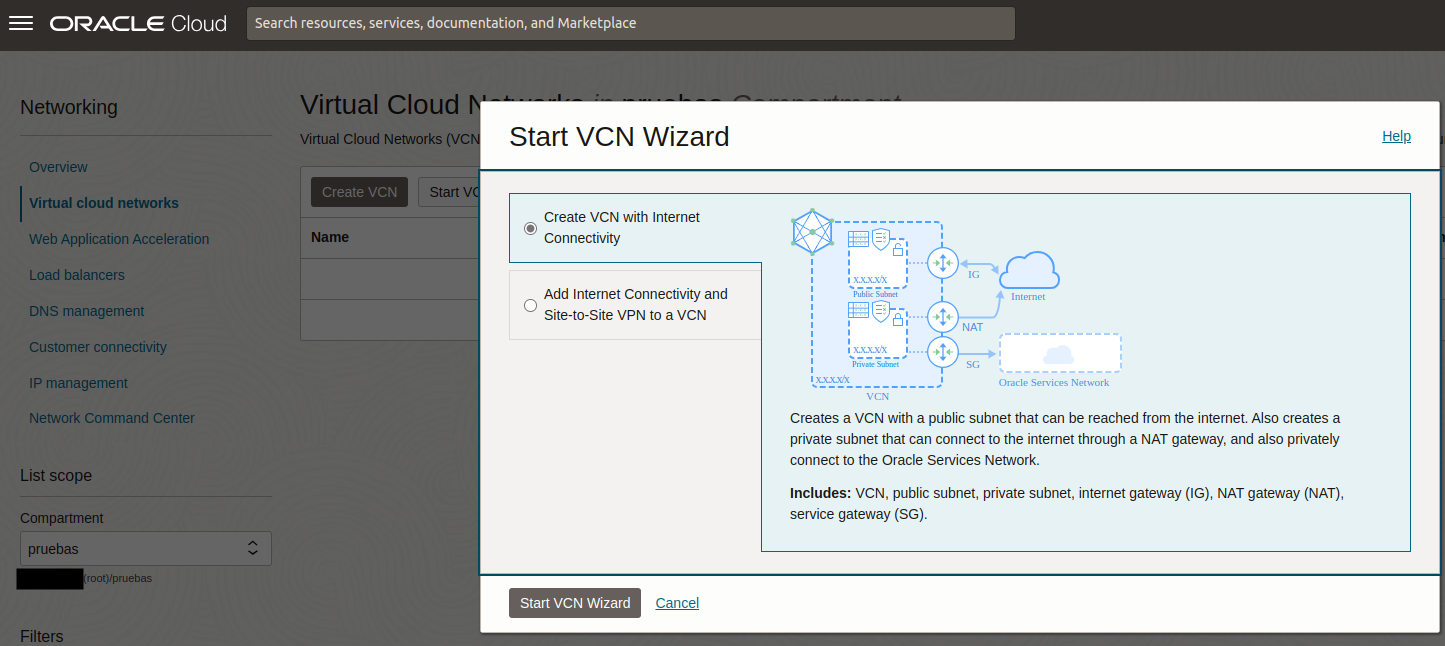 ORACLE Cloud
Search resources, services, documentation, and Marketplace
Networking
Overview
Virtual cloud networks
Web Application Acceleration
Load balancers
DNS management
Customer connectivity
IP management
Network Command Center
List scope
Compartment
pruebas
(root)/pruebas
Filters
Virtual Cloud Networks in pruebas Compartment
Virtual Cloud Networks (VCN
Create VCN
Start VC
Name
Start VCN Wizard
Help
Create VCN with Internet
Connectivity
Add Internet Connectivity and
Site-to-Site VPN to a VCN
X.X.X.X/X
Public Subnet
X.X.X.X/X
Private Subnet
X.X.X.X/X
VCN
IG
Internet
NAT
SG
Oracle Services Network
Creates a VCN with a public subnet that can be reached from the internet. Also creates a
private subnet that can connect to the internet through a NAT gateway, and also privately
connect to the Oracle Services Network.
Includes: VCN, public subnet, private subnet, internet gateway (IG), NAT gateway (NAT),
service gateway (SG).
Start VCN Wizard
Cancel